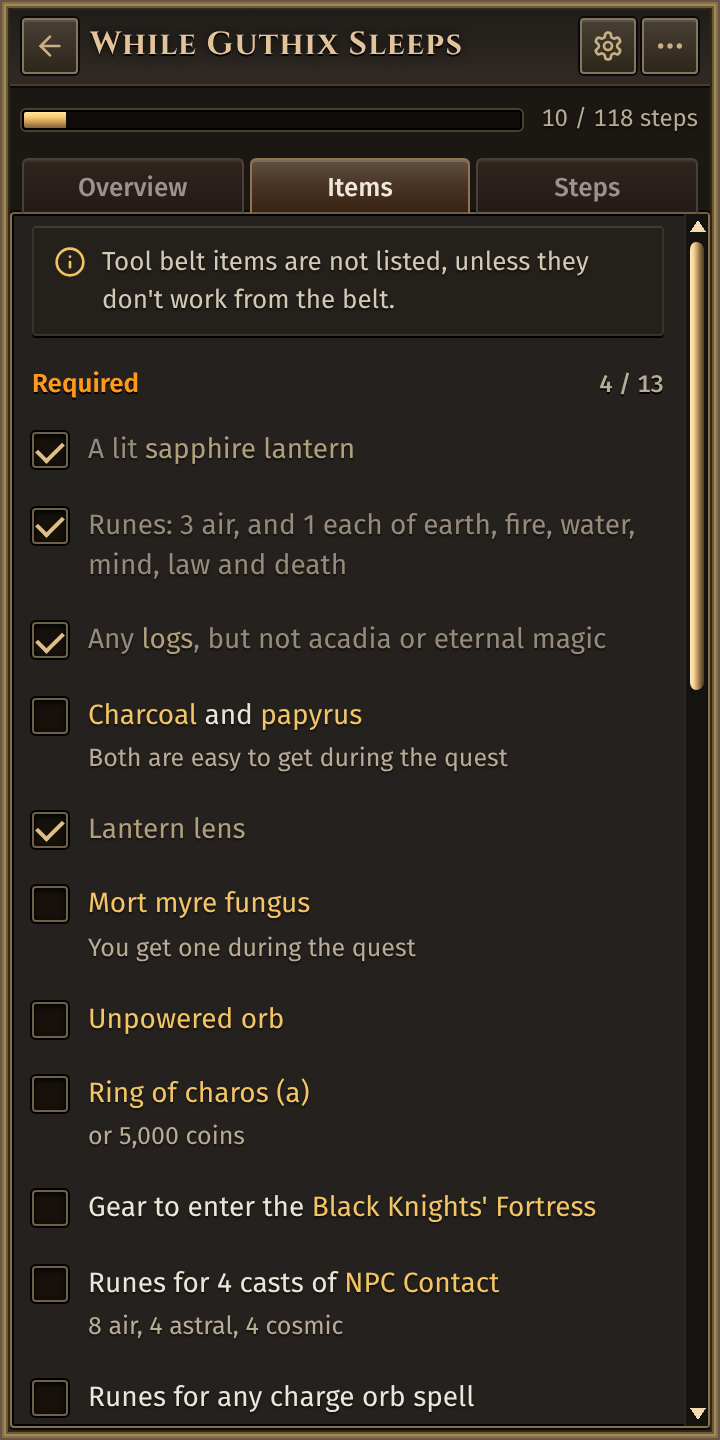 While Guthix Sleeps
10 / 118 steps
Overview
Items
Steps
Tool belt items are not listed, unless they
don't work from the belt.
Required
4 / 13
A lit sapphire lantern
Runes: 3 air, and 1 each of earth, fire, water,
mind, law and death
Any logs, but not acadia or eternal magic
Charcoal and papyrus
Both are easy to get during the quest
Lantern lens
Mort myre fungus
You get one during the quest
Unpowered orb
Ring of charos (a)
or 5,000 coins
Gear to enter the Black Knights' Fortress
Runes for 4 casts of NPC Contact
8 air, 4 astral, 4 cosmic
Runes for any charge orb spell